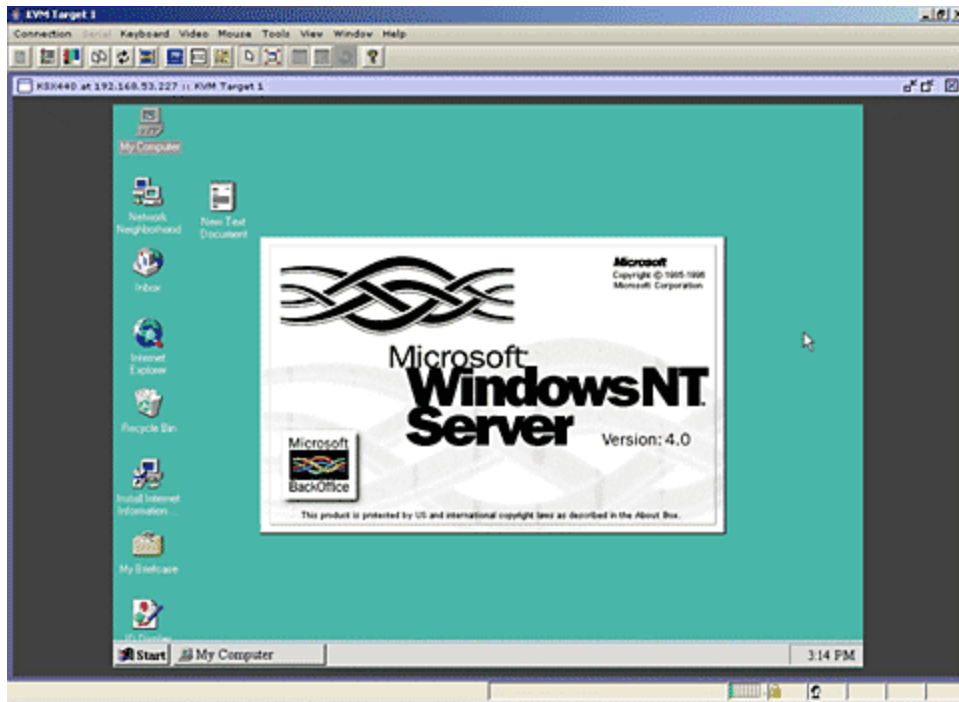 KVM Target 1
Connection Serial Keyboard Video Mouse Tools View Window Help
KSX440 at 192.168.53.227 :: KVM Target 1
My Computer
Network
Neighborhood
New Text
Document
Inbox
Internet
Explorer
Recycle Bin
Install Internet
Information ...
My Briefcase
Microsoft
Copyright © 1985-1996
Microsoft Corporation
Microsoft
WindowsNT
Server
Version: 4.0
Microsoft
BackOffice
This product is protected by US and international copyright laws as described in the About Box.
Start
My Computer
3:14 PM